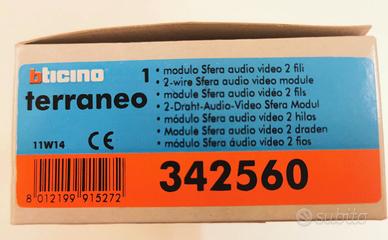 bticino
terraneo
11W14 CE
1 • modulo Sfera audio video 2 fili
• 2-wire Sfera audio video module
• module Sfera audio vidéo 2 fils
• 2-Draht-Audio-Video Sfera Modul
• módulo Sfera audio video 2 hilos
• Module Sfera audio video 2 draden
• módulo Sfera áudio vídeo 2 fios
8 012199 915272
342560
subito